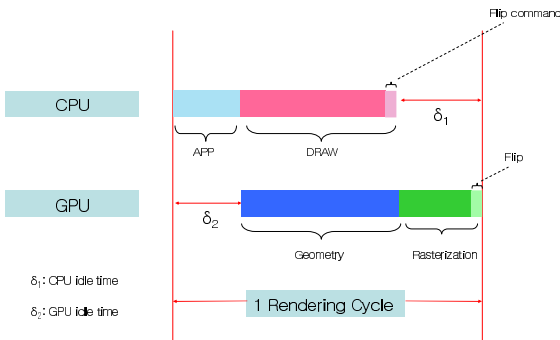 Flip command
CPU
δ1
APP
DRAW
Flip
GPU
δ2
Geometry
Rasterization
δ1: CPU idle time
1 Rendering Cycle
δ2: GPU idle time